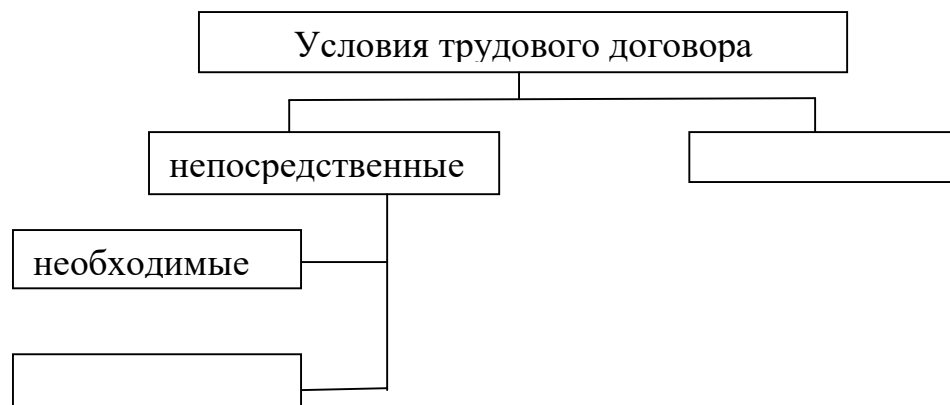 Условия трудового договора
непосредственные
необходимые